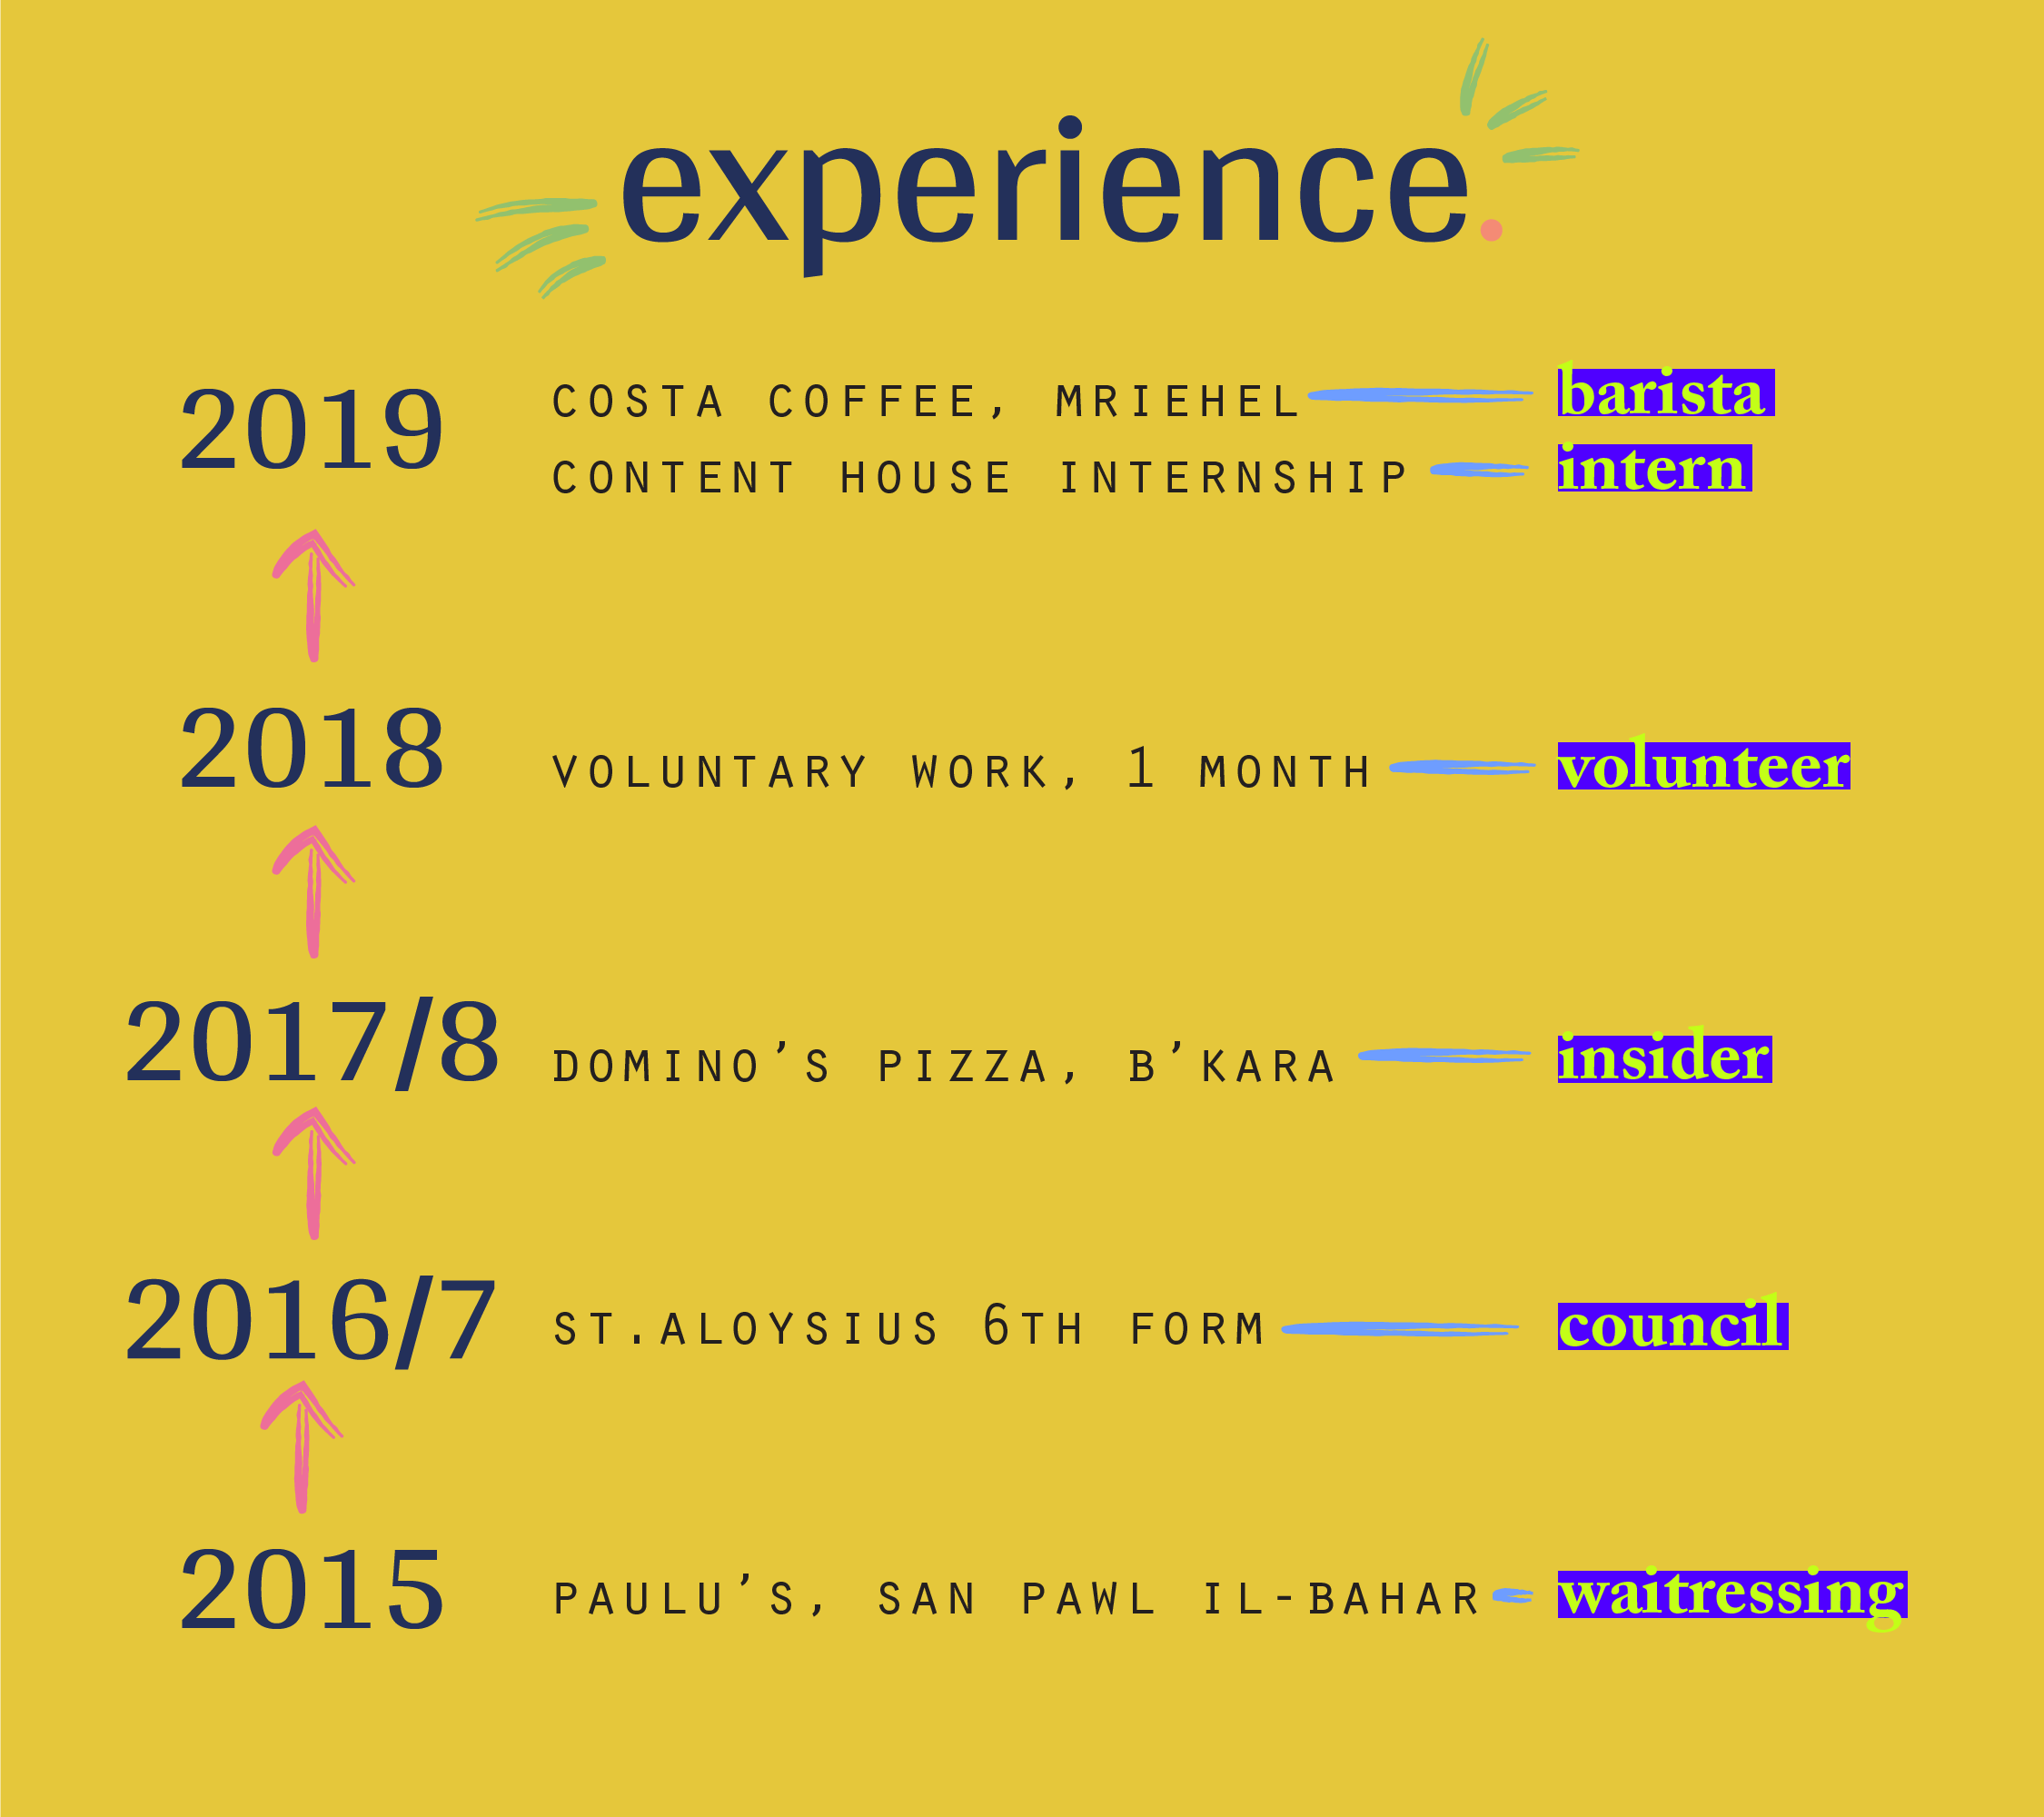 experience.
2019
COSTA COFFEE, MRIEHEL barista
CONTENT HOUSE INTERNSHIP intern
2018 VOLUNTARY WORK, 1 MONTH volunteer
2017/8 DOMINO’S PIZZA, B’KARA insider
2016/7 ST.ALOYSIUS 6TH FORM council
2015 PAULU’S, SAN PAWL IL-BAHAR waitressing